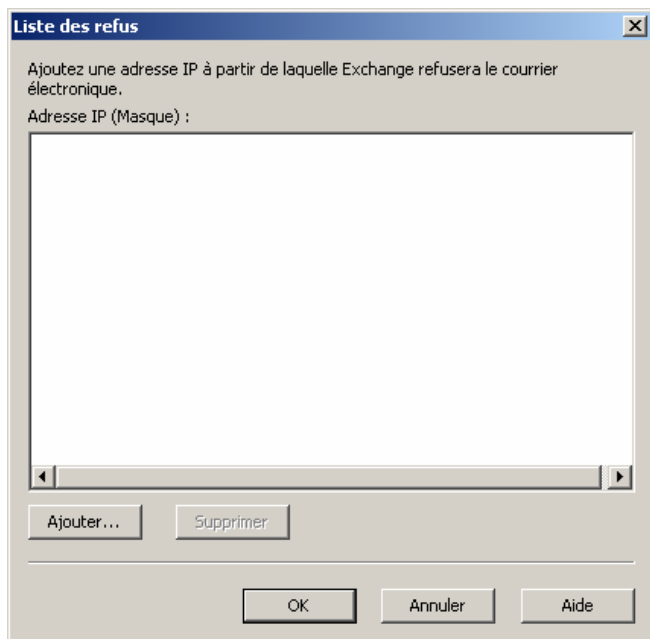 Liste des refus
Ajoutez une adresse IP à partir de laquelle Exchange refusera le courrier
électronique.
Adresse IP (Masque) :
Ajouter...
Supprimer
OK
Annuler
Aide